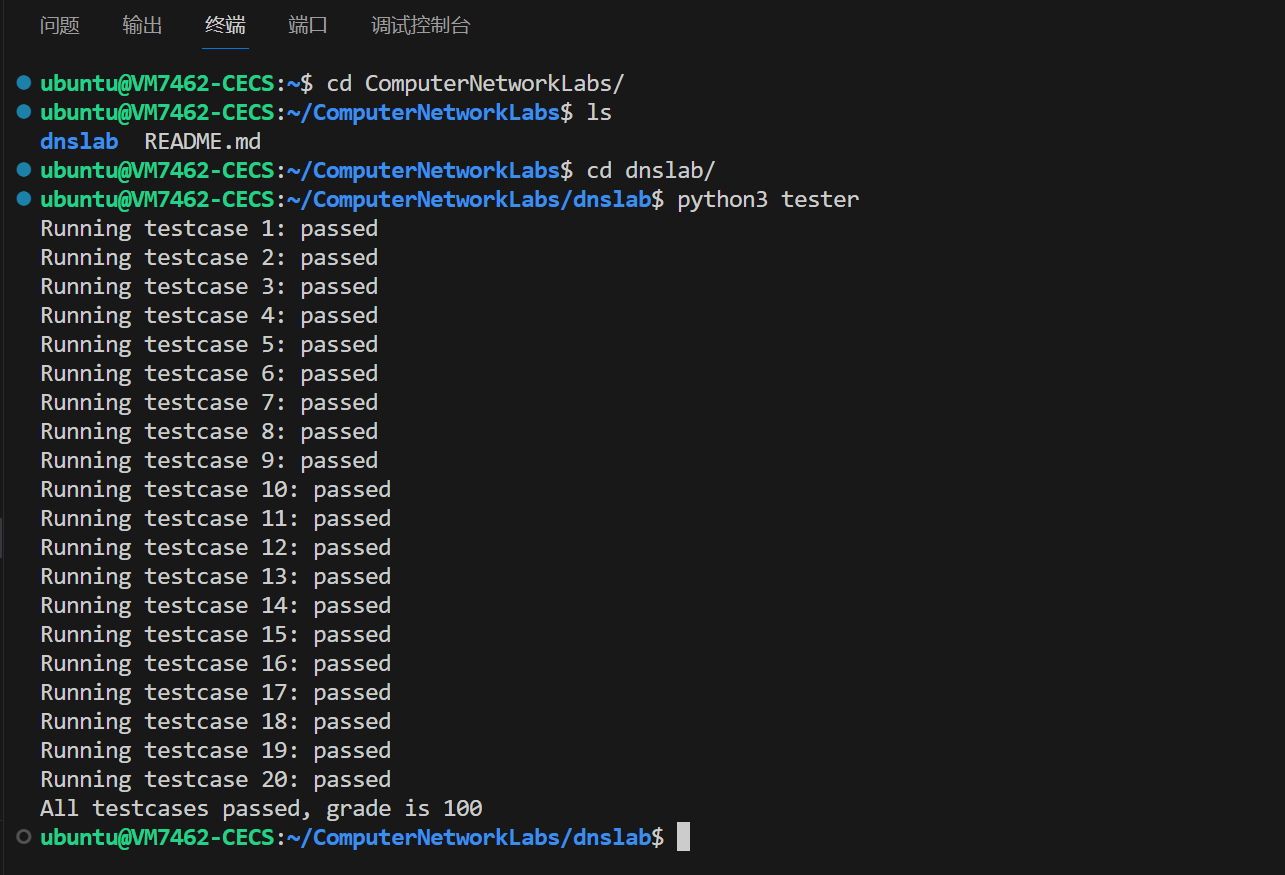 问题 输出 终端 端口 调试控制台
ubuntu@VM7462-CECS:~$ cd ComputerNetworkLabs/
ubuntu@VM7462-CECS:~/ComputerNetworkLabs$ ls
dnslab  README.md
ubuntu@VM7462-CECS:~/ComputerNetworkLabs$ cd dnslab/
ubuntu@VM7462-CECS:~/ComputerNetworkLabs/dnslab$ python3 tester
Running testcase 1: passed
Running testcase 2: passed
Running testcase 3: passed
Running testcase 4: passed
Running testcase 5: passed
Running testcase 6: passed
Running testcase 7: passed
Running testcase 8: passed
Running testcase 9: passed
Running testcase 10: passed
Running testcase 11: passed
Running testcase 12: passed
Running testcase 13: passed
Running testcase 14: passed
Running testcase 15: passed
Running testcase 16: passed
Running testcase 17: passed
Running testcase 18: passed
Running testcase 19: passed
Running testcase 20: passed
All testcases passed, grade is 100
ubuntu@VM7462-CECS:~/ComputerNetworkLabs/dnslab$